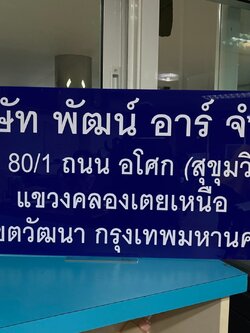 ษัท พัฒน์ อาร์ จ
80/1 ถนน อโศก (สุขุมวิ
แขวงคลองเตยเหนือ
ขตวัฒนา กรุงเทพมหานค